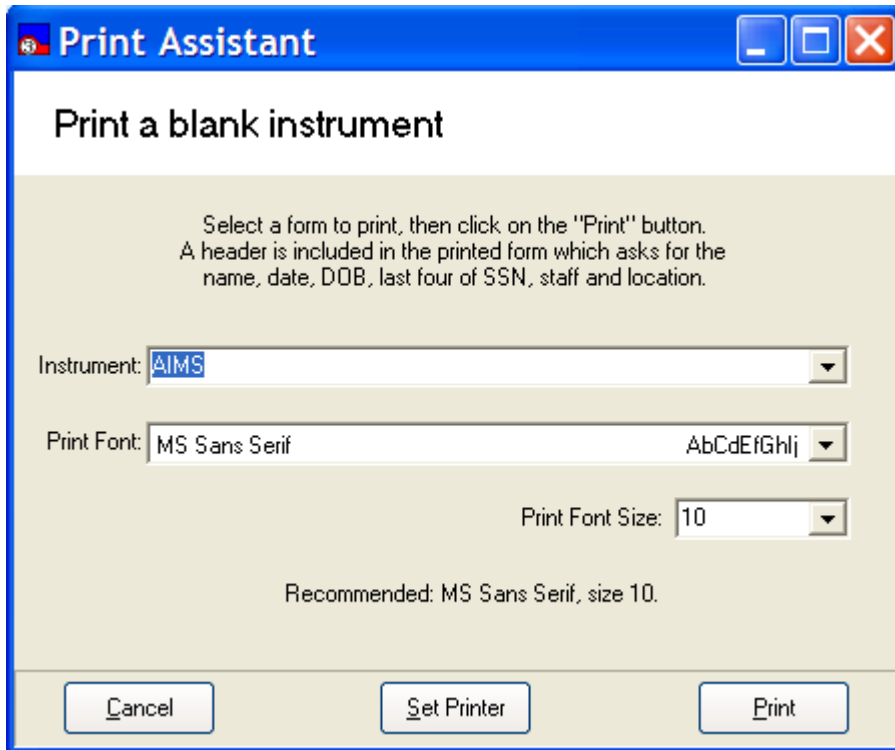 Print Assistant
Print a blank instrument
Select a form to print, then click on the "Print" button.
A header is included in the printed form which asks for the
name, date, DOB, last four of SSN, staff and location.
Instrument: AIMS
Print Font: MS Sans Serif AbCdEfGhIj
Print Font Size: 10
Recommended: MS Sans Serif, size 10.
Cancel Set Printer Print